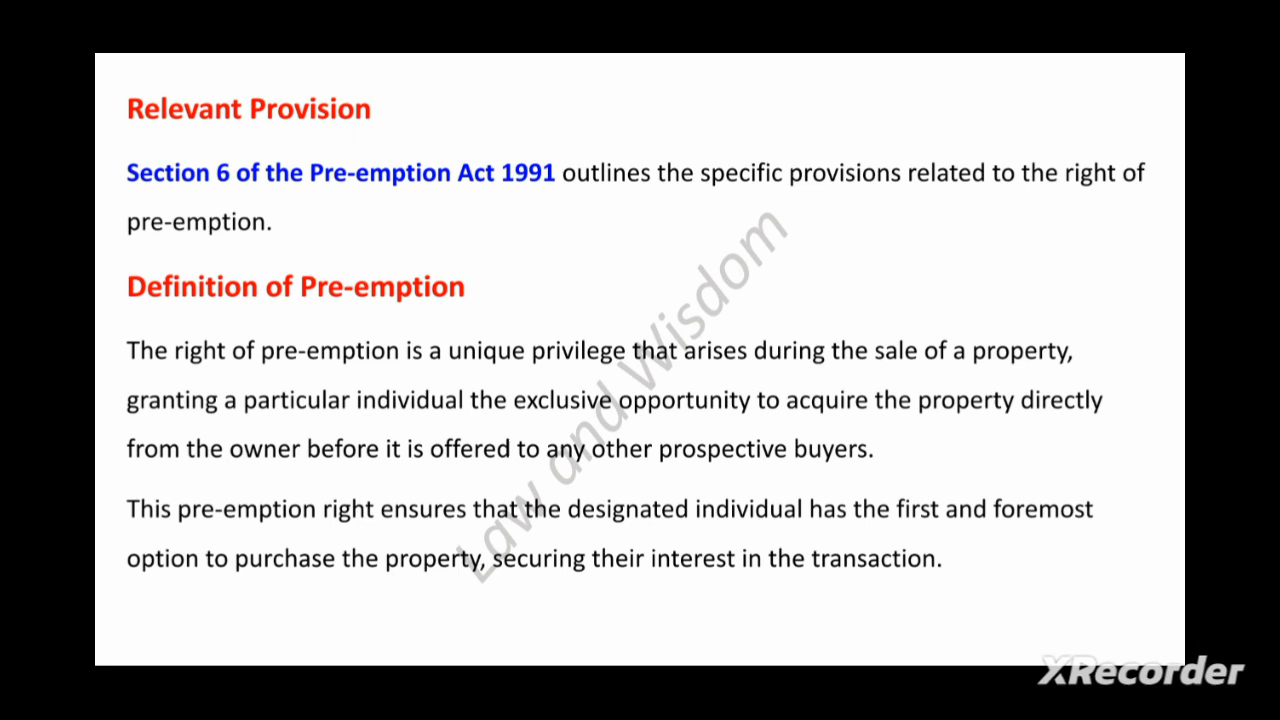 Relevant Provision
Section 6 of the Pre-emption Act 1991 outlines the specific provisions related to the right of
pre-emption.
Definition of Pre-emption
The right of pre-emption is a unique privilege that arises during the sale of a property,
granting a particular individual the exclusive opportunity to acquire the property directly
from the owner before it is offered to any other prospective buyers.
This pre-emption right ensures that the designated individual has the first and foremost
option to purchase the property, securing their interest in the transaction.
Law and Wisdom
XRecorder